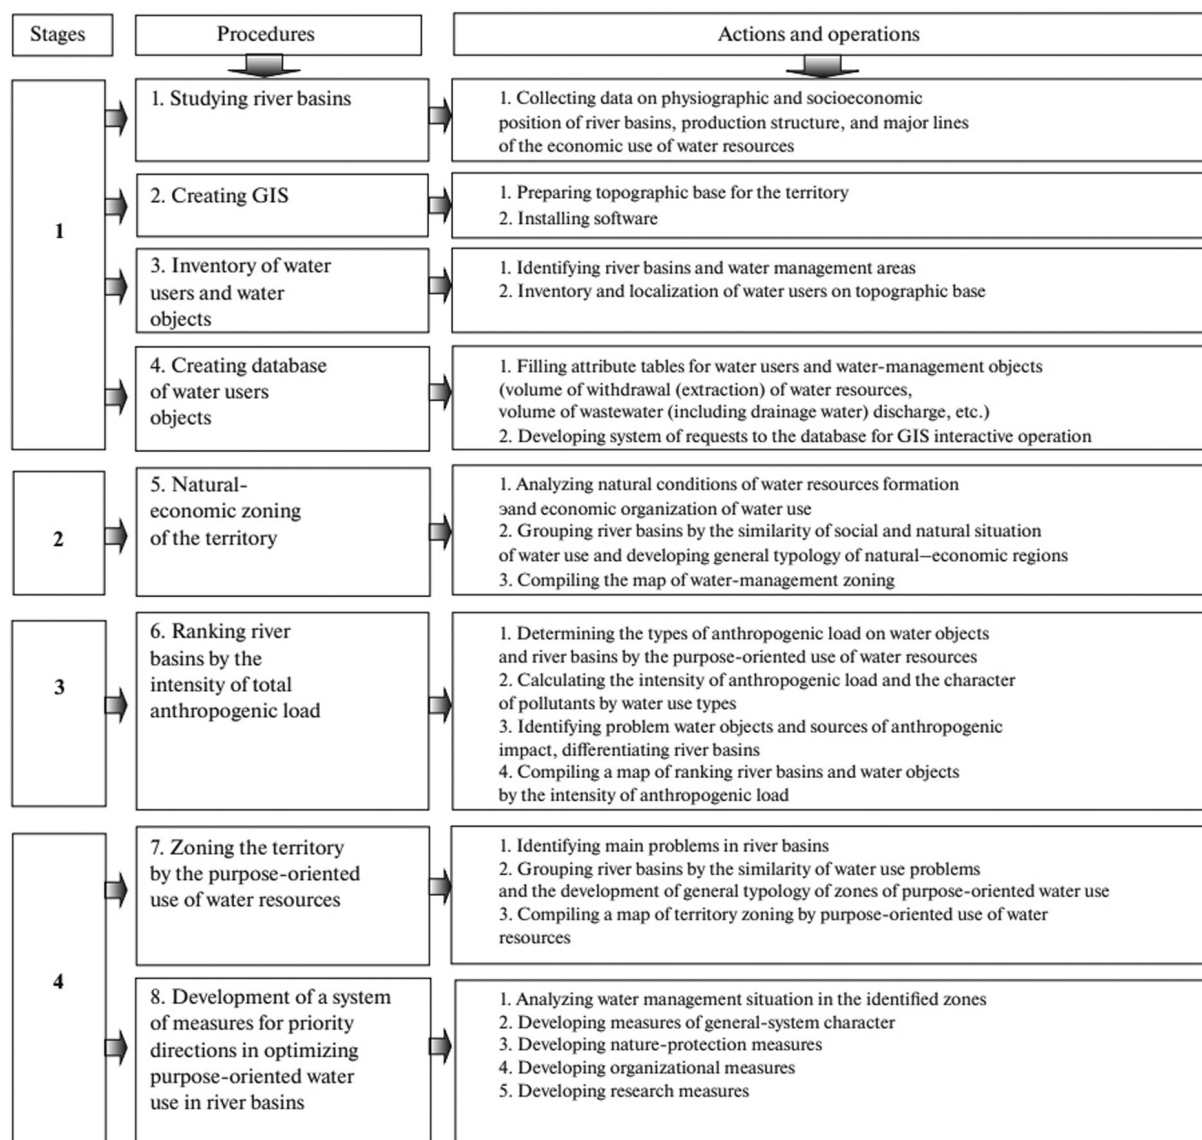 Stages
Procedures
Actions and operations
1
1. Studying river basins
1. Collecting data on physiographic and socioeconomic
position of river basins, production structure, and major lines
of the economic use of water resources
2. Creating GIS
1. Preparing topographic base for the territory
2. Installing software
3. Inventory of water
users and water
objects
1. Identifying river basins and water management areas
2. Inventory and localization of water users on topographic base
4. Creating database
of water users
objects
1. Filling attribute tables for water users and water-management objects
(volume of withdrawal (extraction) of water resources,
volume of wastewater (including drainage water) discharge, etc.)
2. Developing system of requests to the database for GIS interactive operation
2
5. Natural-
economic zoning
of the territory
1. Analyzing natural conditions of water resources formation
эand economic organization of water use
2. Grouping river basins by the similarity of social and natural situation
of water use and developing general typology of natural–economic regions
3. Compiling the map of water-management zoning
3
6. Ranking river
basins by the
intensity of total
anthropogenic load
1. Determining the types of anthropogenic load on water objects
and river basins by the purpose-oriented use of water resources
2. Calculating the intensity of anthropogenic load and the character
of pollutants by water use types
3. Identifying problem water objects and sources of anthropogenic
impact, differentiating river basins
4. Compiling a map of ranking river basins and water objects
by the intensity of anthropogenic load
4
7. Zoning the territory
by the purpose-oriented
use of water resources
1. Identifying main problems in river basins
2. Grouping river basins by the similarity of water use problems
and the development of general typology of zones of purpose-oriented water use
3. Compiling a map of territory zoning by purpose-oriented use of water
resources
8. Development of a system
of measures for priority
directions in optimizing
purpose-oriented water
use in river basins
1. Analyzing water management situation in the identified zones
2. Developing measures of general-system character
3. Developing nature-protection measures
4. Developing organizational measures
5. Developing research measures